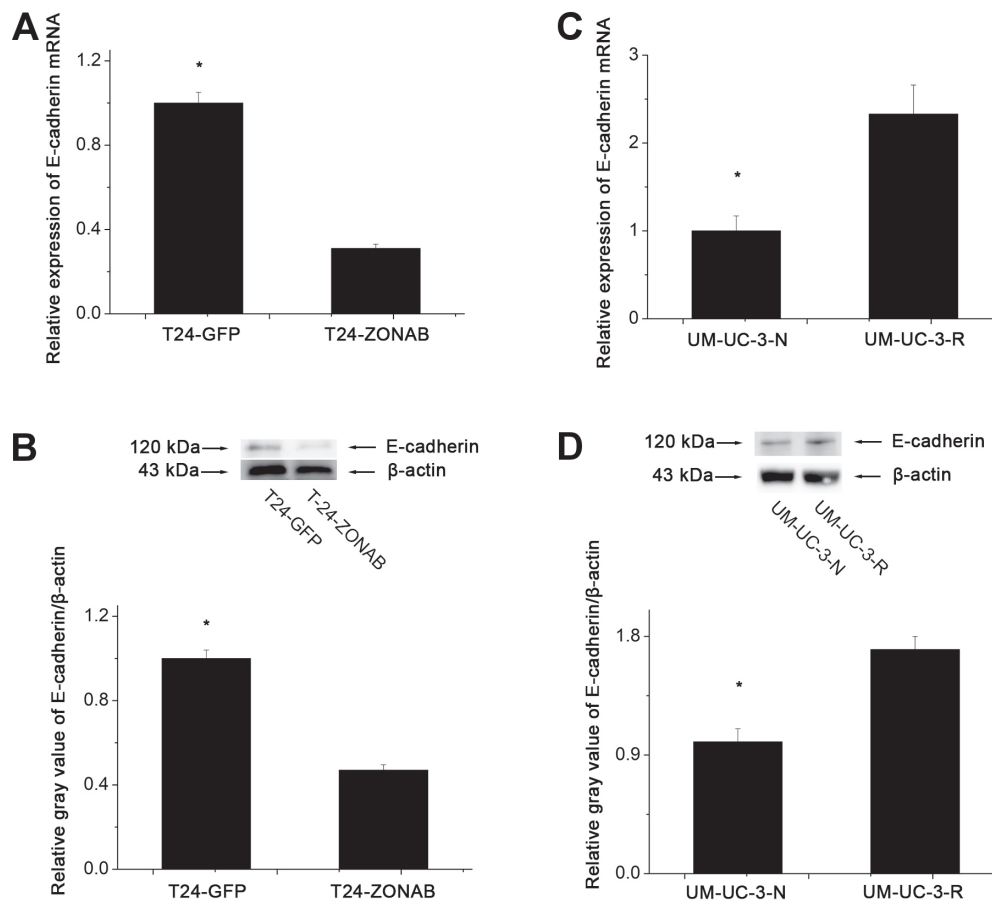 A
Relative expression of E-cadherin mRNA
1.2
*
0.8
0.4
0.0
T24-GFP
T24-ZONAB
C
Relative expression of E-cadherin mRNA
3
2
*
1
0
UM-UC-3-N
UM-UC-3-R
B
120 kDa
E-cadherin
43 kDa
β-actin
T24-GFP
T-24-ZONAB
Relative gray value of E-cadherin/β-actin
1.2
*
0.8
0.4
0.0
T24-GFP
T24-ZONAB
D
120 kDa
E-cadherin
43 kDa
β-actin
UM-UC-3-N
UM-UC-3-R
Relative gray value of E-cadherin/β-actin
1.8
*
0.9
0.0
UM-UC-3-N
UM-UC-3-R